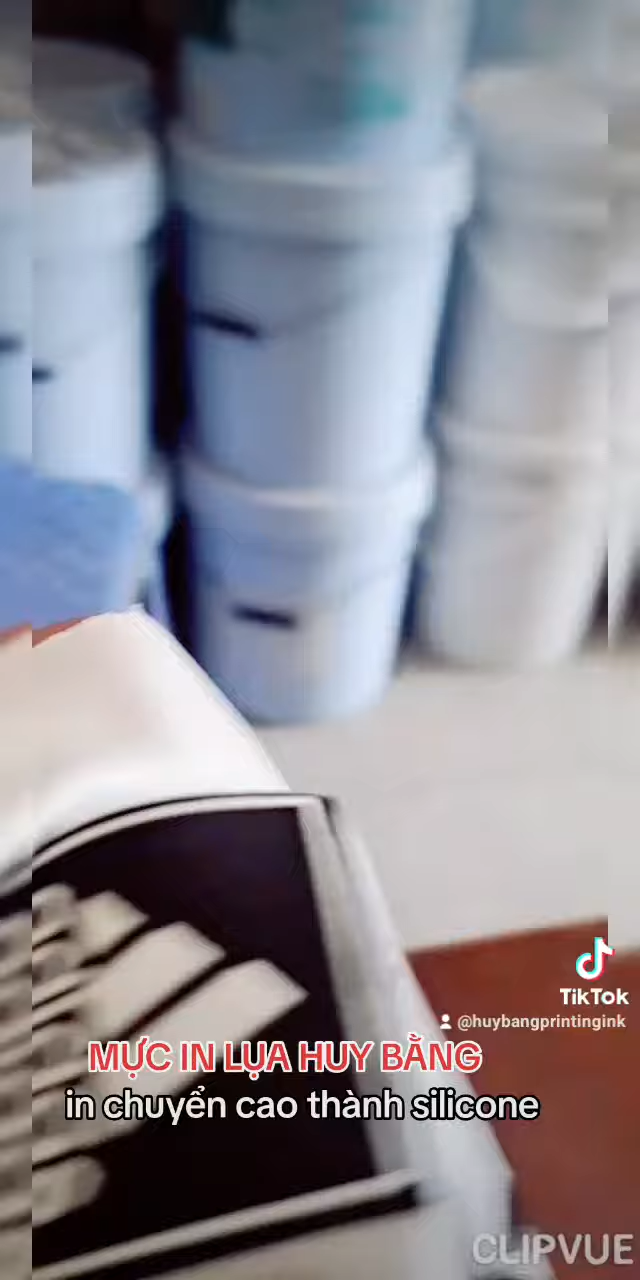 TikTok
@huybangprintingink
MỰC IN LỤA HUY BẰNG
in chuyển cao thành silicone
CLIPVUE